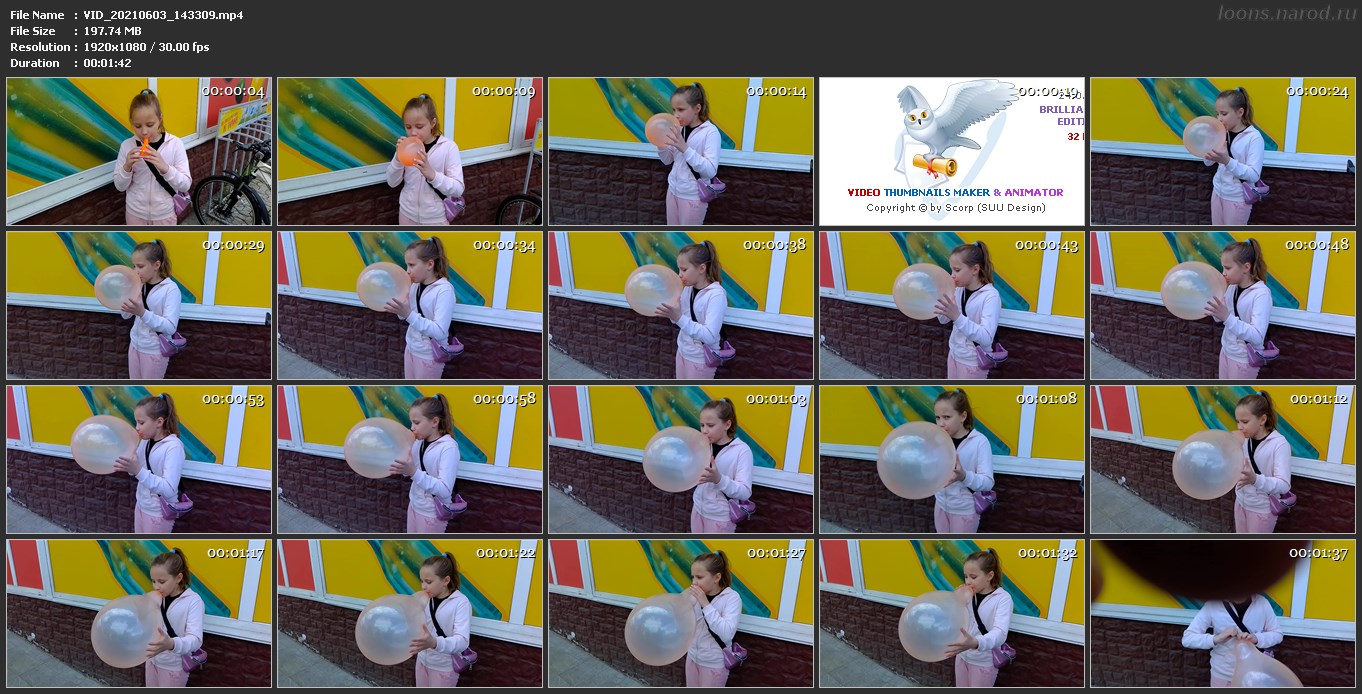 File Name : VID_20210603_143309.mp4
File Size : 197.74 MB
Resolution : 1920x1080 / 30.00 fps
Duration : 00:01:42
loons.narod.ru
00:00:04
00:00:09
00:00:14
00:00:19
BRILLIA
EDIT
32
VIDEO THUMBNAILS MAKER & ANIMATOR
Copyright © by Scorp (SUU Design)
00:00:24
00:00:29
00:00:34
00:00:38
00:00:43
00:00:48
00:00:53
00:00:58
00:01:03
00:01:08
00:01:12
00:01:17
00:01:22
00:01:27
00:01:32
00:01:37